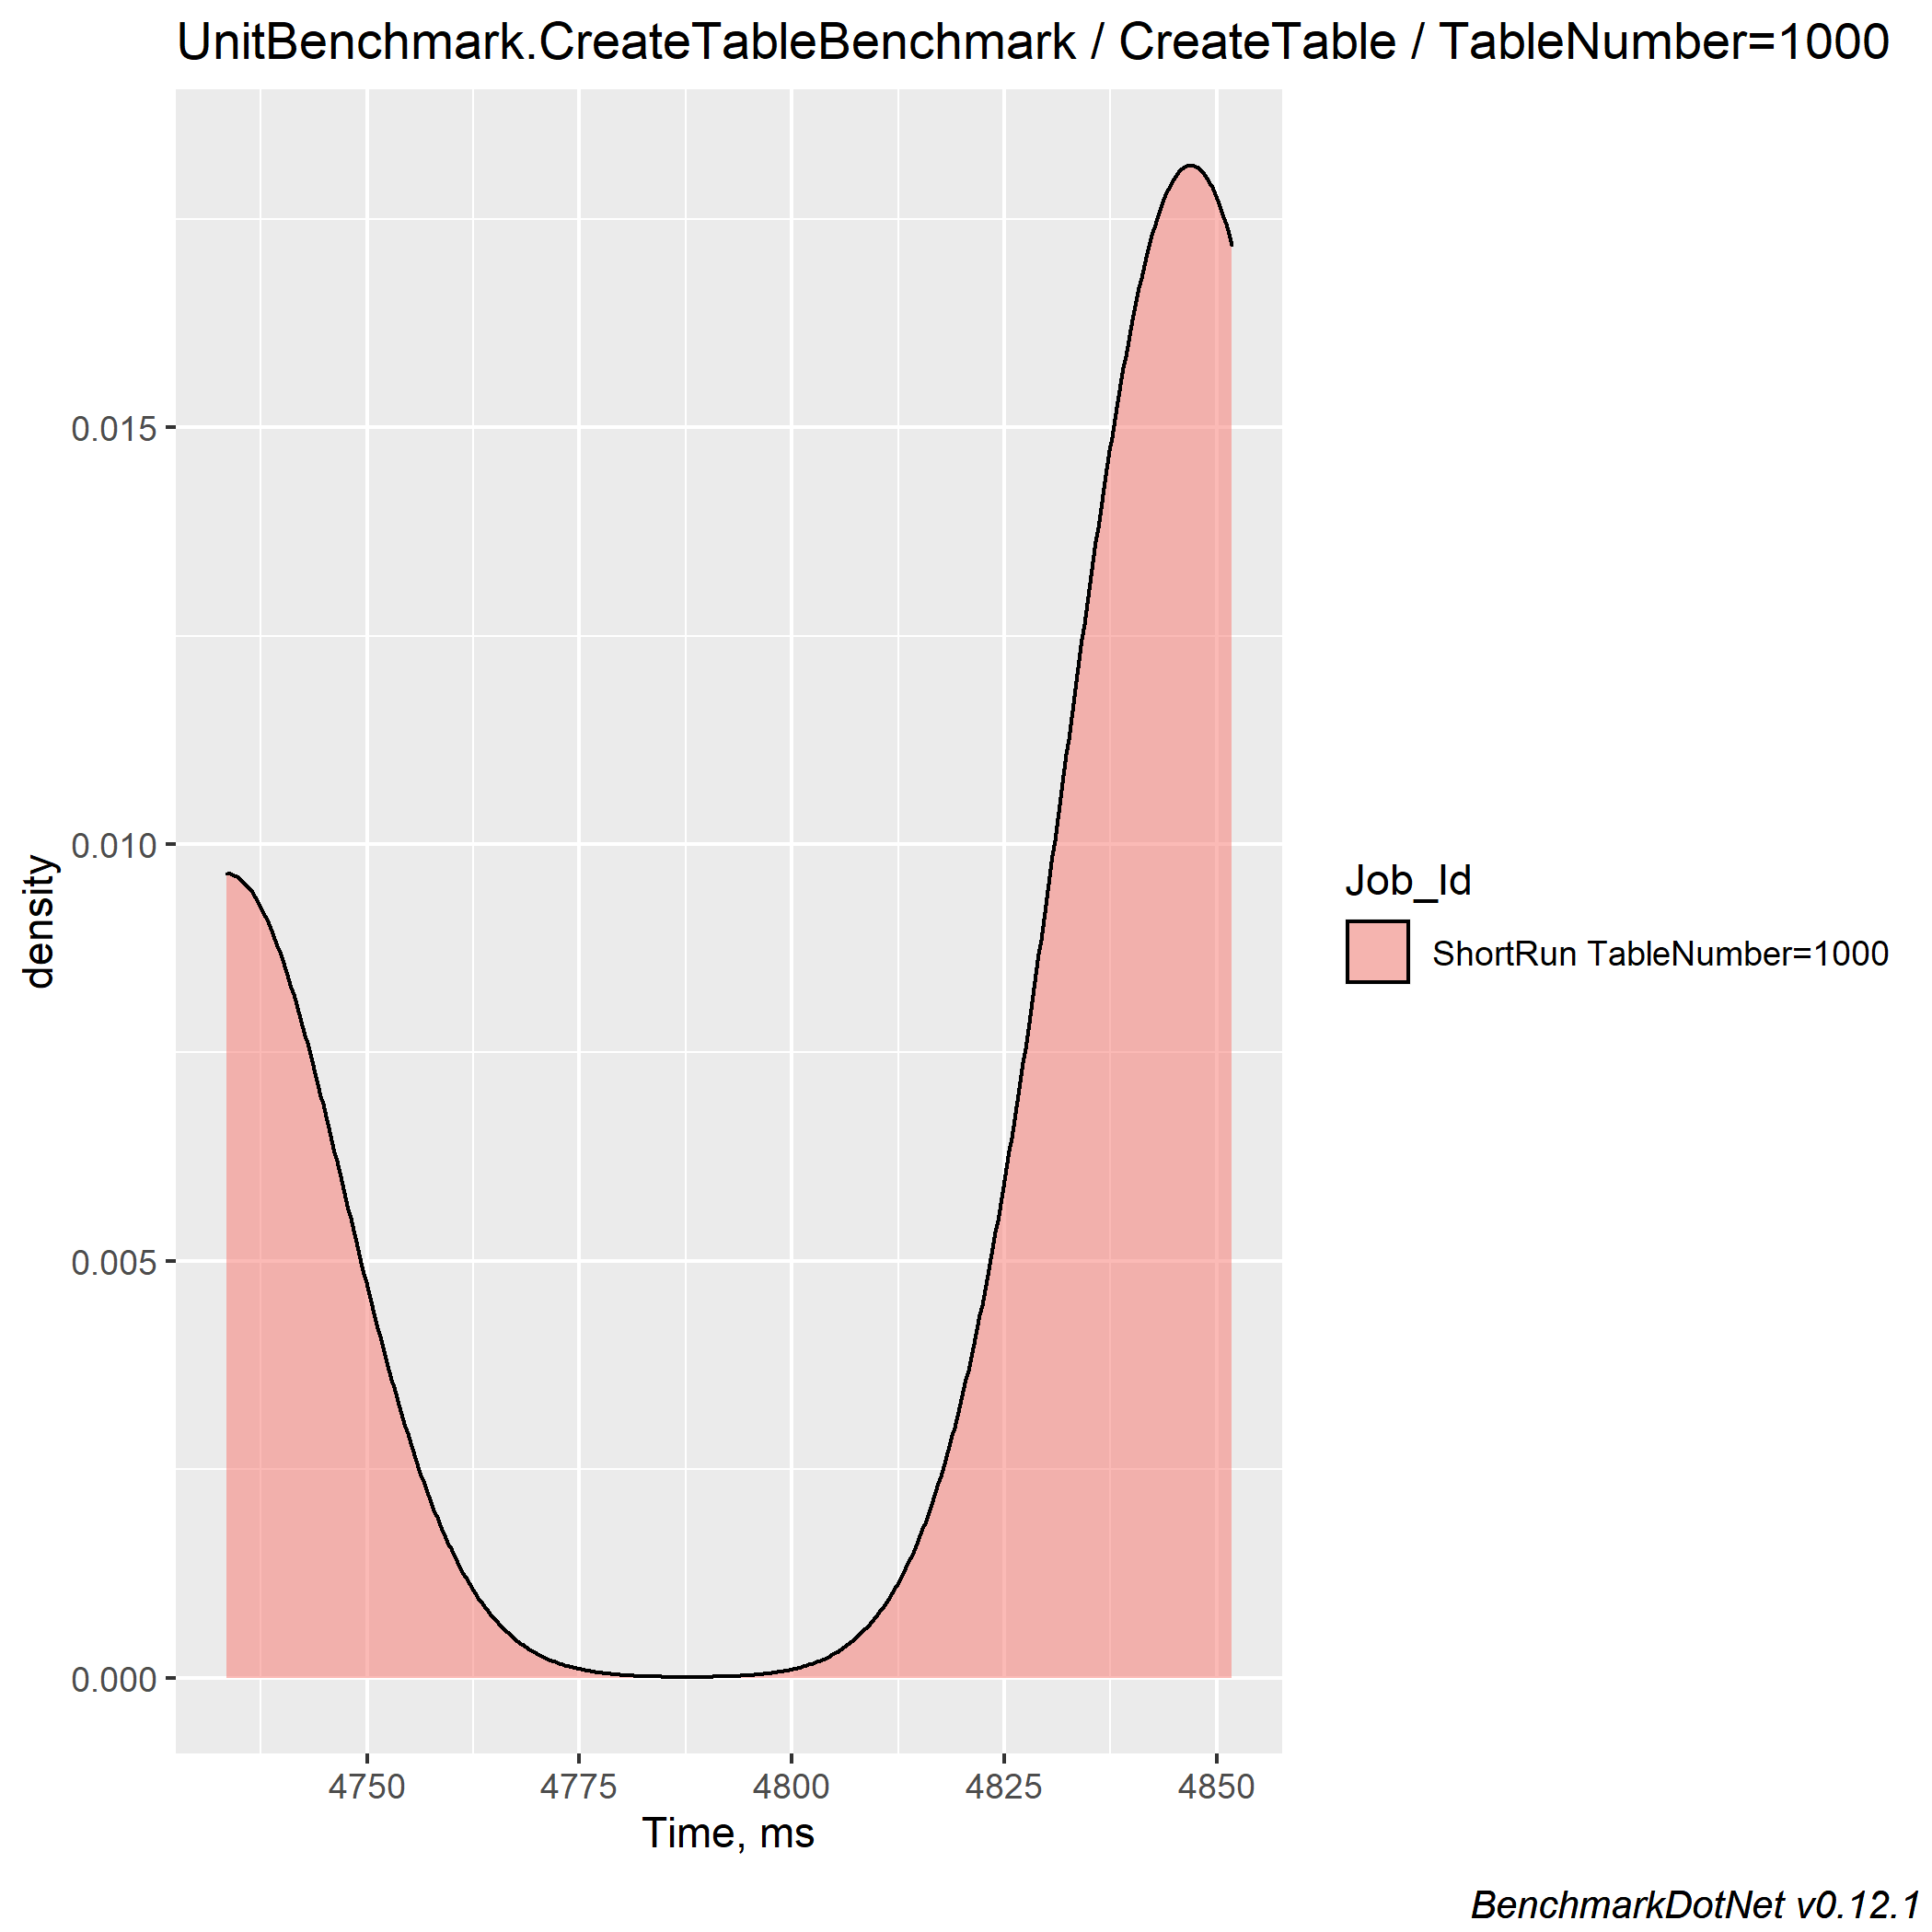 UnitBenchmark.CreateTableBenchmark / CreateTable / TableNumber=1000
0.015
0.010
0.005
0.000
density
4750 4775 4800 4825 4850
Time, ms
Job_Id
ShortRun TableNumber=1000
BenchmarkDotNet v0.12.1